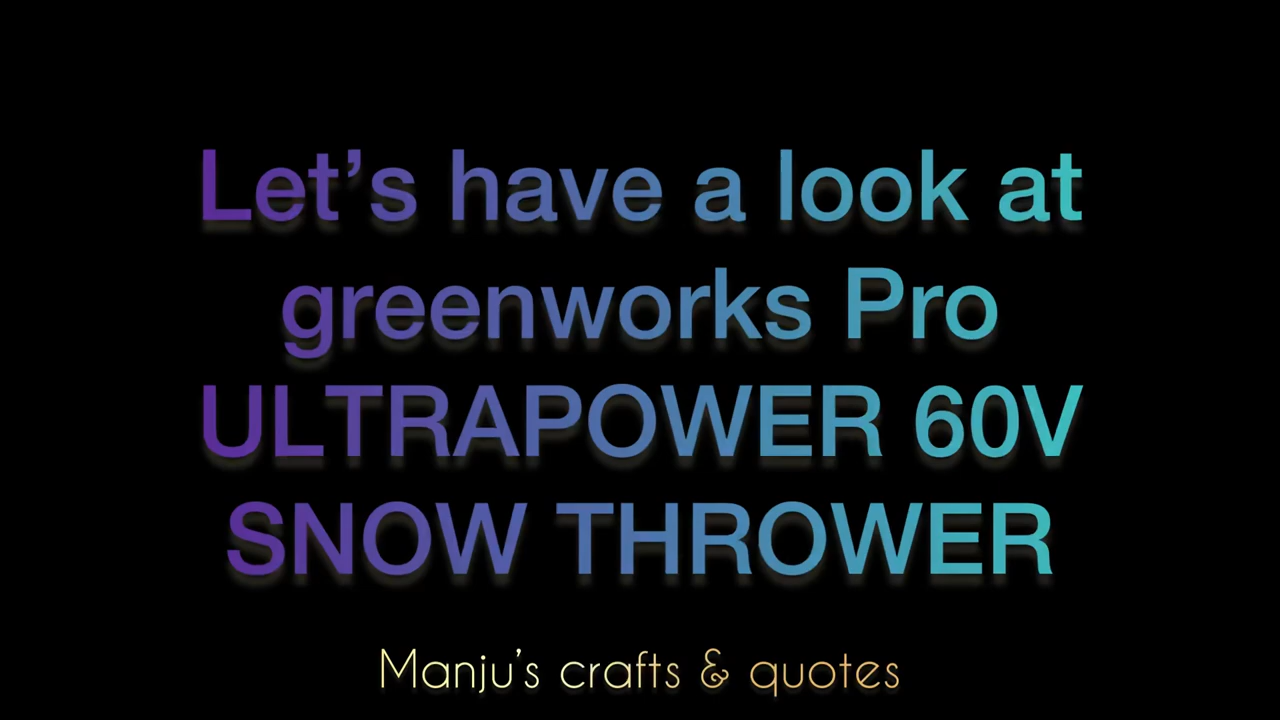 Let’s have a look at
greenworks Pro
ULTRAPOWER 60V
SNOW THROWER
Manju’s crafts & quotes